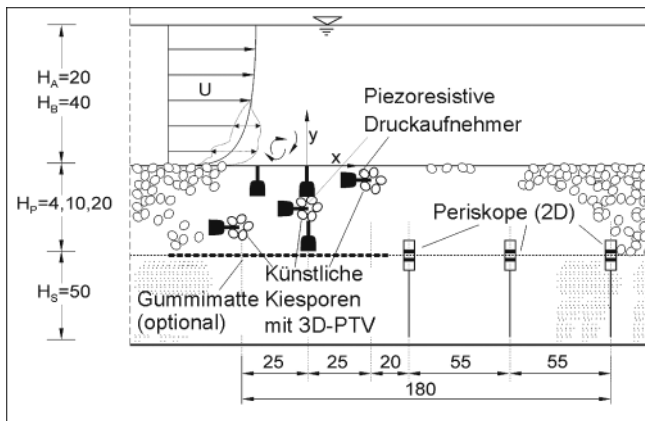 H_A=20
H_B=40
U
Piezoresistive
Druckaufnehmer
y
x
H_P=4,10,20
Periskope (2D)
H_S=50
Gummimatte
(optional)
Künstliche
Kiesporen
mit 3D-PTV
25
25
20
55
55
180